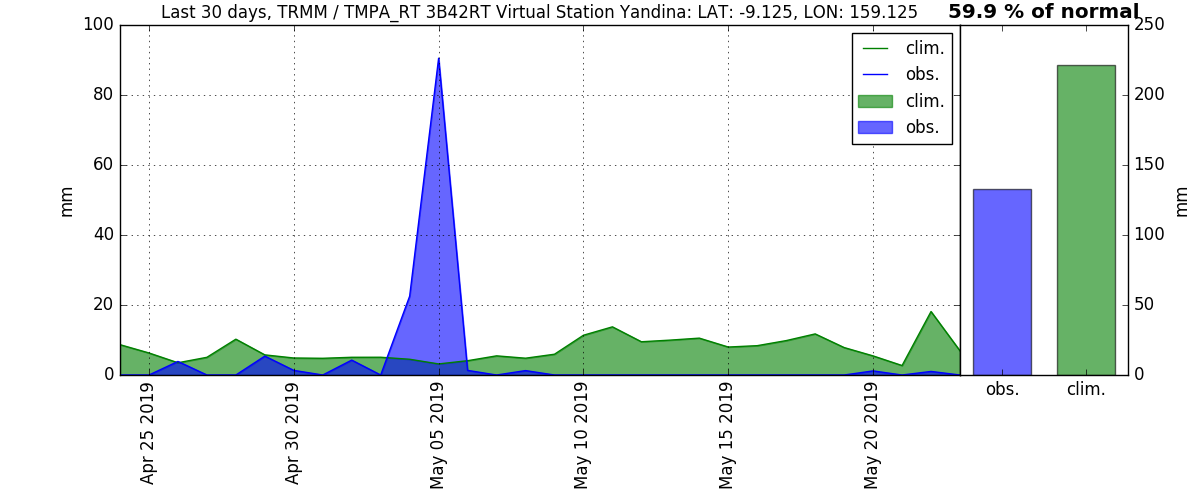 Last 30 days, TRMM / TMPA_RT 3B42RT Virtual Station Yandina: LAT: -9.125, LON: 159.125
59.9 % of normal
100
80
60
40
20
0
mm
clim.
obs.
clim.
obs.
250
200
150
100
50
0
mm
Apr 25 2019
Apr 30 2019
May 05 2019
May 10 2019
May 15 2019
May 20 2019
obs.
clim.